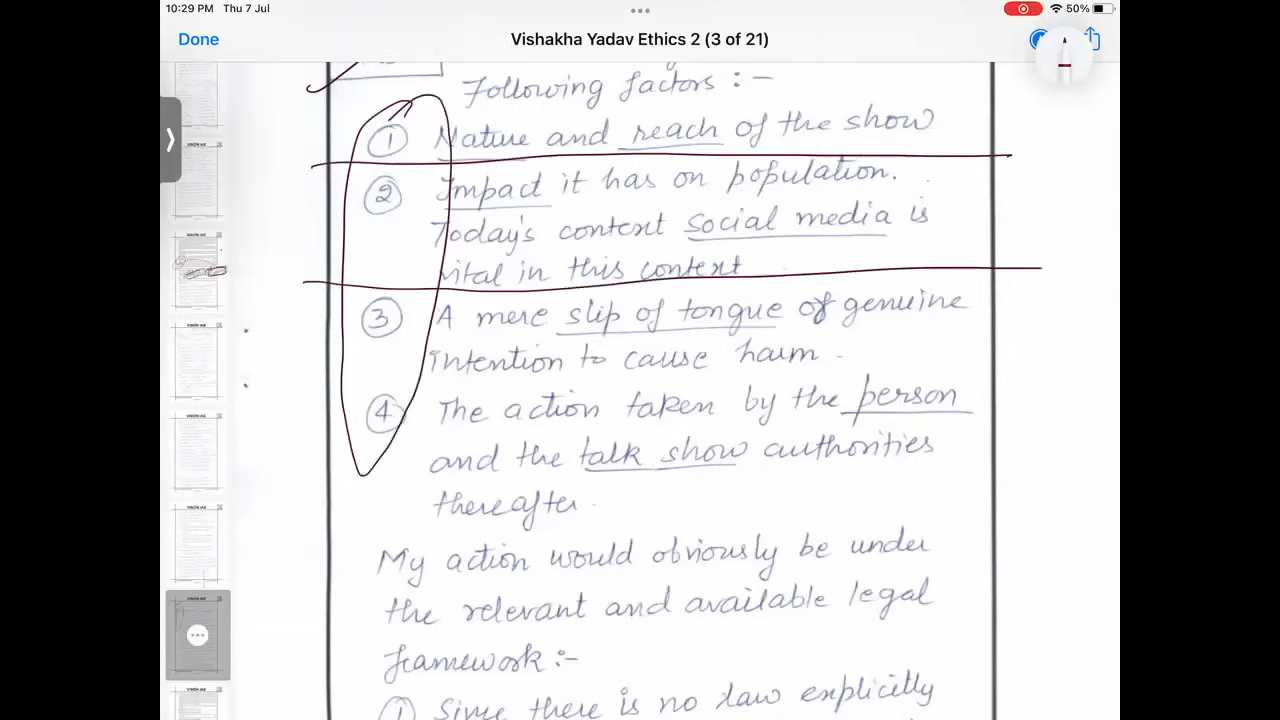 10:29 PM Thu 7 Jul
50%
Done
Vishakha Yadav Ethics 2 (3 of 21)
Following factors :-
① Nature and reach of the show
② Impact it has on population.
Today's context social media is
vital in this context
③ A mere slip of tongue of genuine
intention to cause harm.
④ The action taken by the person
and the talk show authorities
thereafter.
My action would obviously be under
the relevant and available legal
framework :-
① Since there is no law explicitly